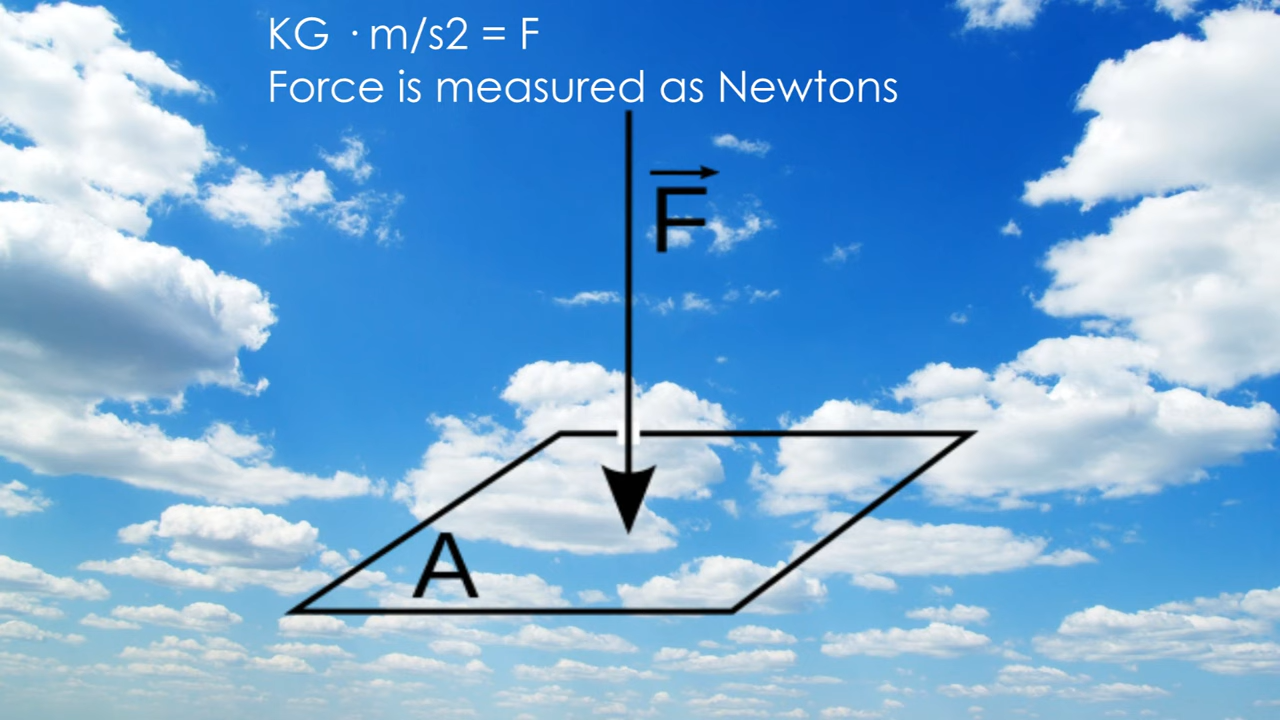 KG · m/s2 = F
Force is measured as Newtons
F
A